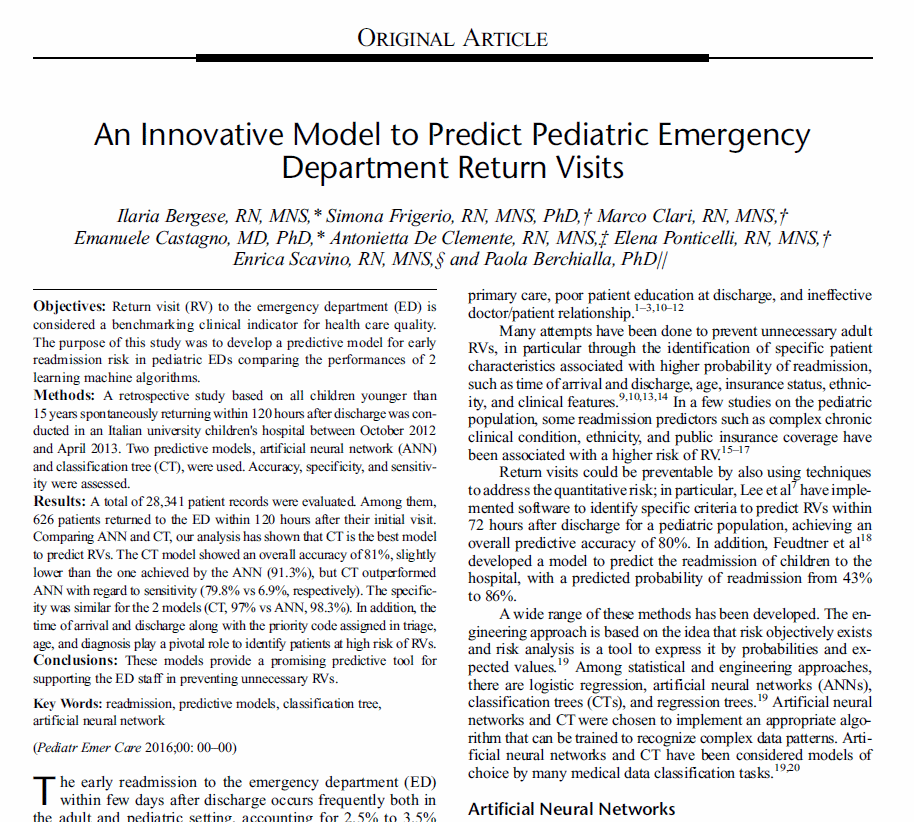 ORIGINAL ARTICLE
An Innovative Model to Predict Pediatric Emergency
Department Return Visits
Ilaria Bergese, RN, MNS,* Simona Frigerio, RN, MNS, PhD,† Marco Clari, RN, MNS,†
Emanuele Castagno, MD, PhD,* Antonietta De Clemente, RN, MNS,‡ Elena Ponticelli, RN, MNS,†
Enrica Scavino, RN, MNS,§ and Paola Berchialla, PhD||
Objectives: Return visit (RV) to the emergency department (ED) is
considered a benchmarking clinical indicator for health care quality.
The purpose of this study was to develop a predictive model for early
readmission risk in pediatric EDs comparing the performances of 2
learning machine algorithms.
Methods: A retrospective study based on all children younger than
15 years spontaneously returning within 120 hours after discharge was con-
ducted in an Italian university children's hospital between October 2012
and April 2013. Two predictive models, artificial neural network (ANN)
and classification tree (CT), were used. Accuracy, specificity, and sensitiv-
ity were assessed.
Results: A total of 28,341 patient records were evaluated. Among them,
626 patients returned to the ED within 120 hours after their initial visit.
Comparing ANN and CT, our analysis has shown that CT is the best model
to predict RVs. The CT model showed an overall accuracy of 81%, slightly
lower than the one achieved by the ANN (91.3%), but CT outperformed
ANN with regard to sensitivity (79.8% vs 6.9%, respectively). The specific-
ity was similar for the 2 models (CT, 97% vs ANN, 98.3%). In addition, the
time of arrival and discharge along with the priority code assigned in triage,
age, and diagnosis play a pivotal role to identify patients at high risk of RVs.
Conclusions: These models provide a promising predictive tool for
supporting the ED staff in preventing unnecessary RVs.
Key Words: readmission, predictive models, classification tree,
artificial neural network
(Pediatr Emer Care 2016;00: 00–00)
The early readmission to the emergency department (ED)
within few days after discharge occurs frequently both in
the adult and pediatric setting, accounting for 2.5% to 3.5%
primary care, poor patient education at discharge, and ineffective
doctor/patient relationship.1–3,10–12
Many attempts have been done to prevent unnecessary adult
RVs, in particular through the identification of specific patient
characteristics associated with higher probability of readmission,
such as time of arrival and discharge, age, insurance status, ethnic-
ity, and clinical features.9,10,13,14 In a few studies on the pediatric
population, some readmission predictors such as complex chronic
clinical condition, ethnicity, and public insurance coverage have
been associated with a higher risk of RV.15–17
Return visits could be preventable by also using techniques
to address the quantitative risk; in particular, Lee et al7 have imple-
mented software to identify specific criteria to predict RVs within
72 hours after discharge for a pediatric population, achieving an
overall predictive accuracy of 80%. In addition, Feudtner et al18
developed a model to predict the readmission of children to the
hospital, with a predicted probability of readmission from 43%
to 86%.
A wide range of these methods has been developed. The en-
gineering approach is based on the idea that risk objectively exists
and risk analysis is a tool to express it by probabilities and ex-
pected values.19 Among statistical and engineering approaches,
there are logistic regression, artificial neural networks (ANNs),
classification trees (CTs), and regression trees.19 Artificial neural
networks and CT were chosen to implement an appropriate algo-
rithm that can be trained to recognize complex data patterns. Arti-
ficial neural networks and CT have been considered models of
choice by many medical data classification tasks.19,20
Artificial Neural Networks